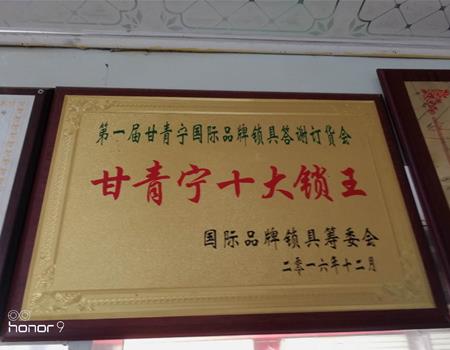 第一届甘青宁国际品牌锁具答谢订货会
甘青宁十大锁王
国际品牌锁具筹委会
二零一六年十二月
honor 9